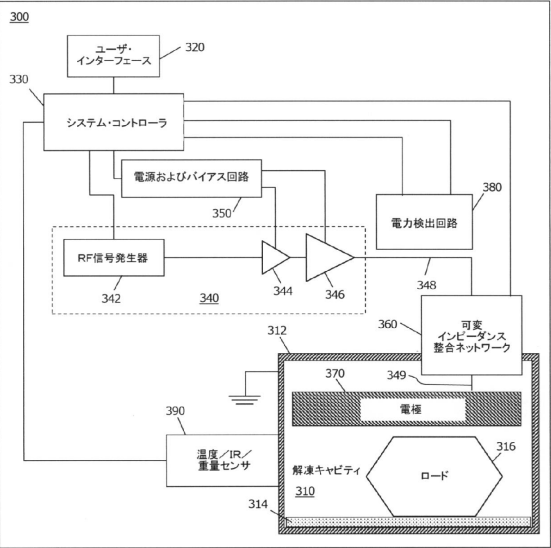 300
ユーザ・
インターフェース
320
330
システム・コントローラ
電源およびバイアス回路
350
電力検出回路
380
RF信号発生器
342
340
344
346
348
360
可変
インピーダンス
整合ネットワーク
312
349
370
電極
390
温度/IR/
重量センサ
解凍キャビティ
310
316
ロード
314